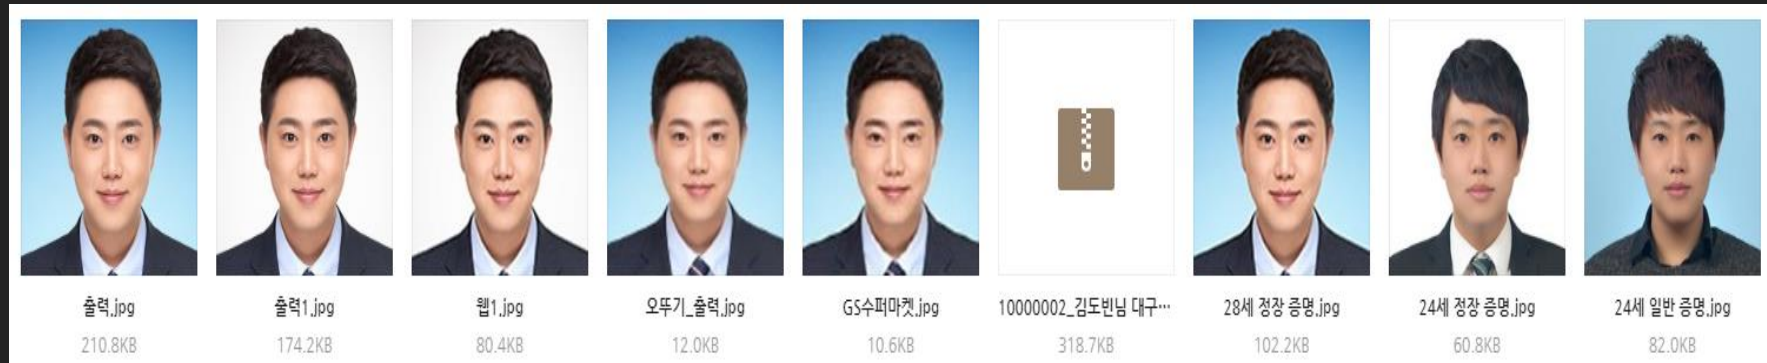 출력.jpg
출력1.jpg
웹1.jpg
오뚜기_출력.jpg
GS수퍼마켓.jpg
10000002_김도빈님 대구…
28세 정장 증명.jpg
24세 정장 증명.jpg
24세 일반 증명.jpg
210.8KB
174.2KB
80.4KB
12.0KB
10.6KB
318.7KB
102.2KB
60.8KB
82.0KB